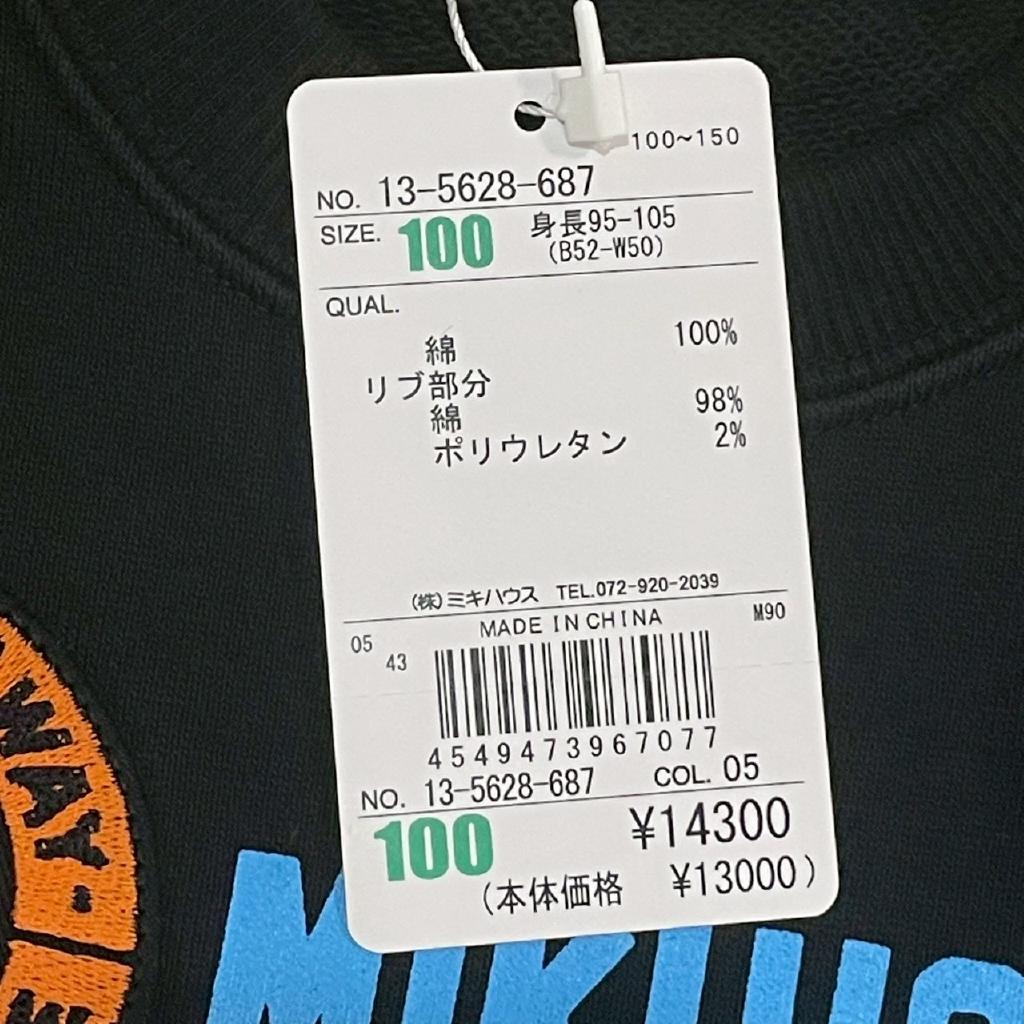 100~150
NO. 13-5628-687
SIZE. 100 身長95-105
(B52-W50)
QUAL.
綿 100%
リブ部分
綿 98%
ポリウレタン 2%
(株)ミキハウス TEL.072-920-2039
MADE IN CHINA M90
05
43
4549473967077
NO. 13-5628-687 COL. 05
100 ¥14300
(本体価格 ¥13000)
WAY
MIKIHO